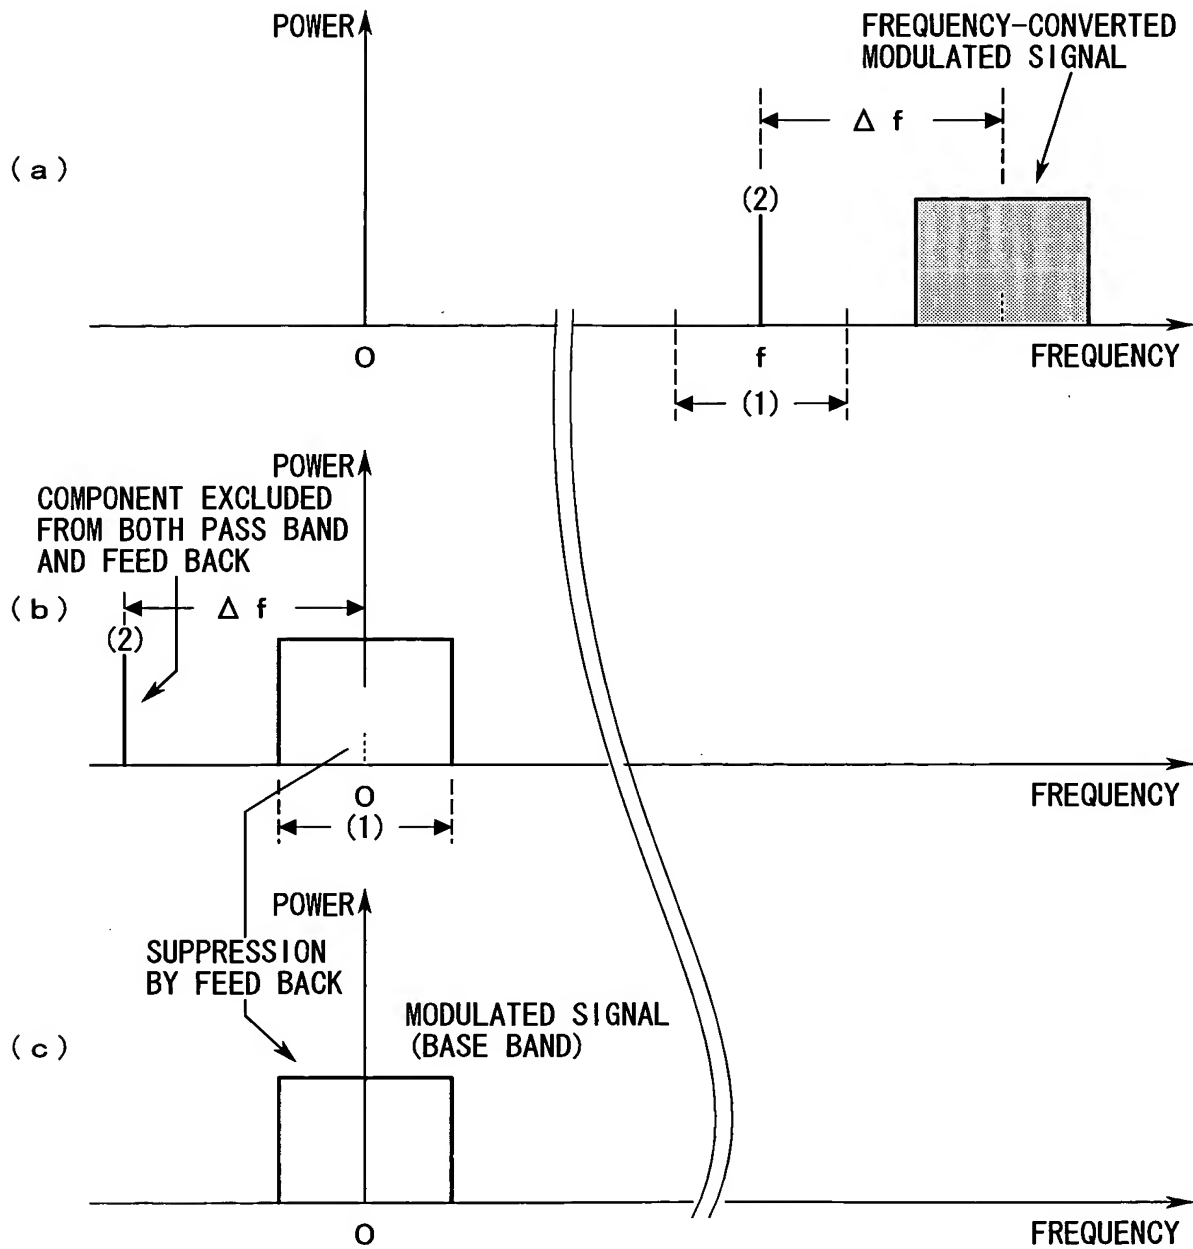 POWER
FREQUENCY-CONVERTED
MODULATED SIGNAL
Δ f
(a)
(2)
O
f
FREQUENCY
(1)
POWER
COMPONENT EXCLUDED
FROM BOTH PASS BAND
AND FEED BACK
(b)
Δ f
(2)
O
FREQUENCY
(1)
POWER
SUPPRESSION
BY FEED BACK
MODULATED SIGNAL
(BASE BAND)
(c)
O
FREQUENCY